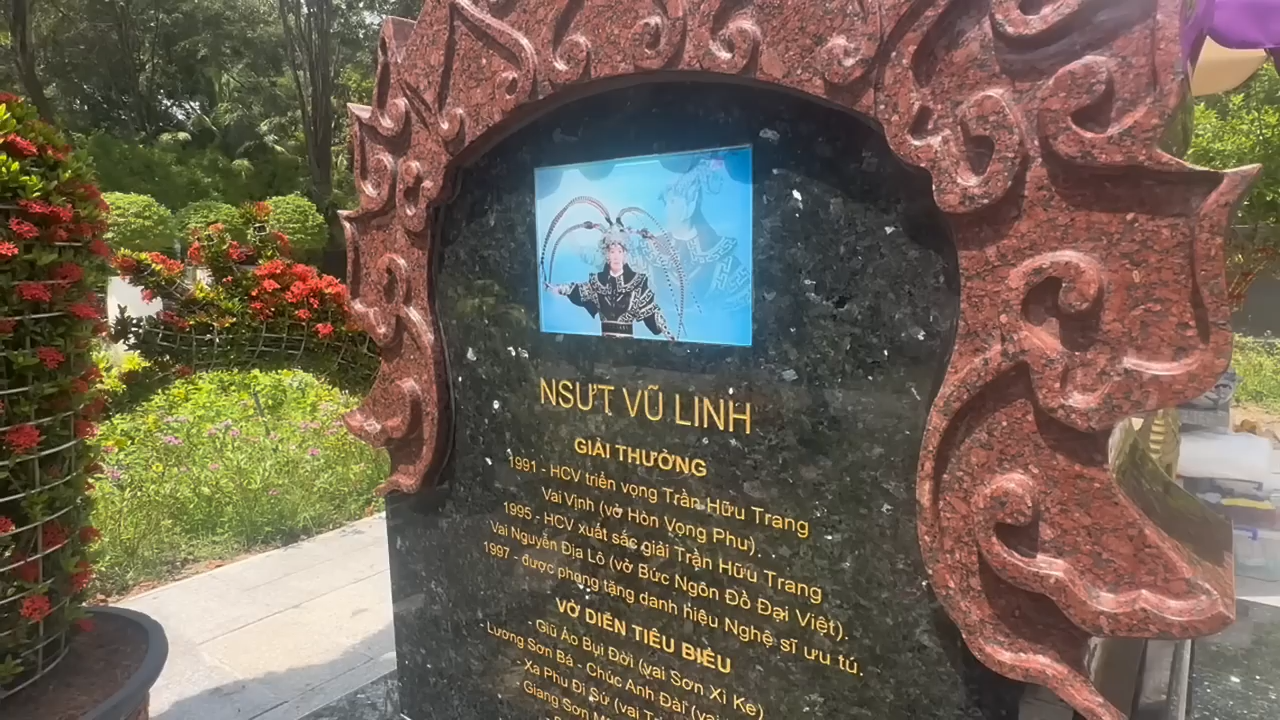 NSƯT VŨ LINH
GIẢI THƯỞNG
1991 - HCV triển vọng Trần Hữu Trang
Vai Vịnh (vở Hòn Vọng Phu).
1995 - HCV xuất sắc giải Trần Hữu Trang
Vai Nguyễn Địa Lô (vở Bức Ngôn Đồ Đại Việt).
1997 - được phong tặng danh hiệu Nghệ sĩ ưu tú.
VỞ DIỄN TIÊU BIỂU
- Giũ Áo Bụi Đời (vai Sơn Xì Ke)
- Lương Sơn Bá - Chúc Anh Đài (vai
- Xa Phu Đi Sứ (vai
- Giang Sơn